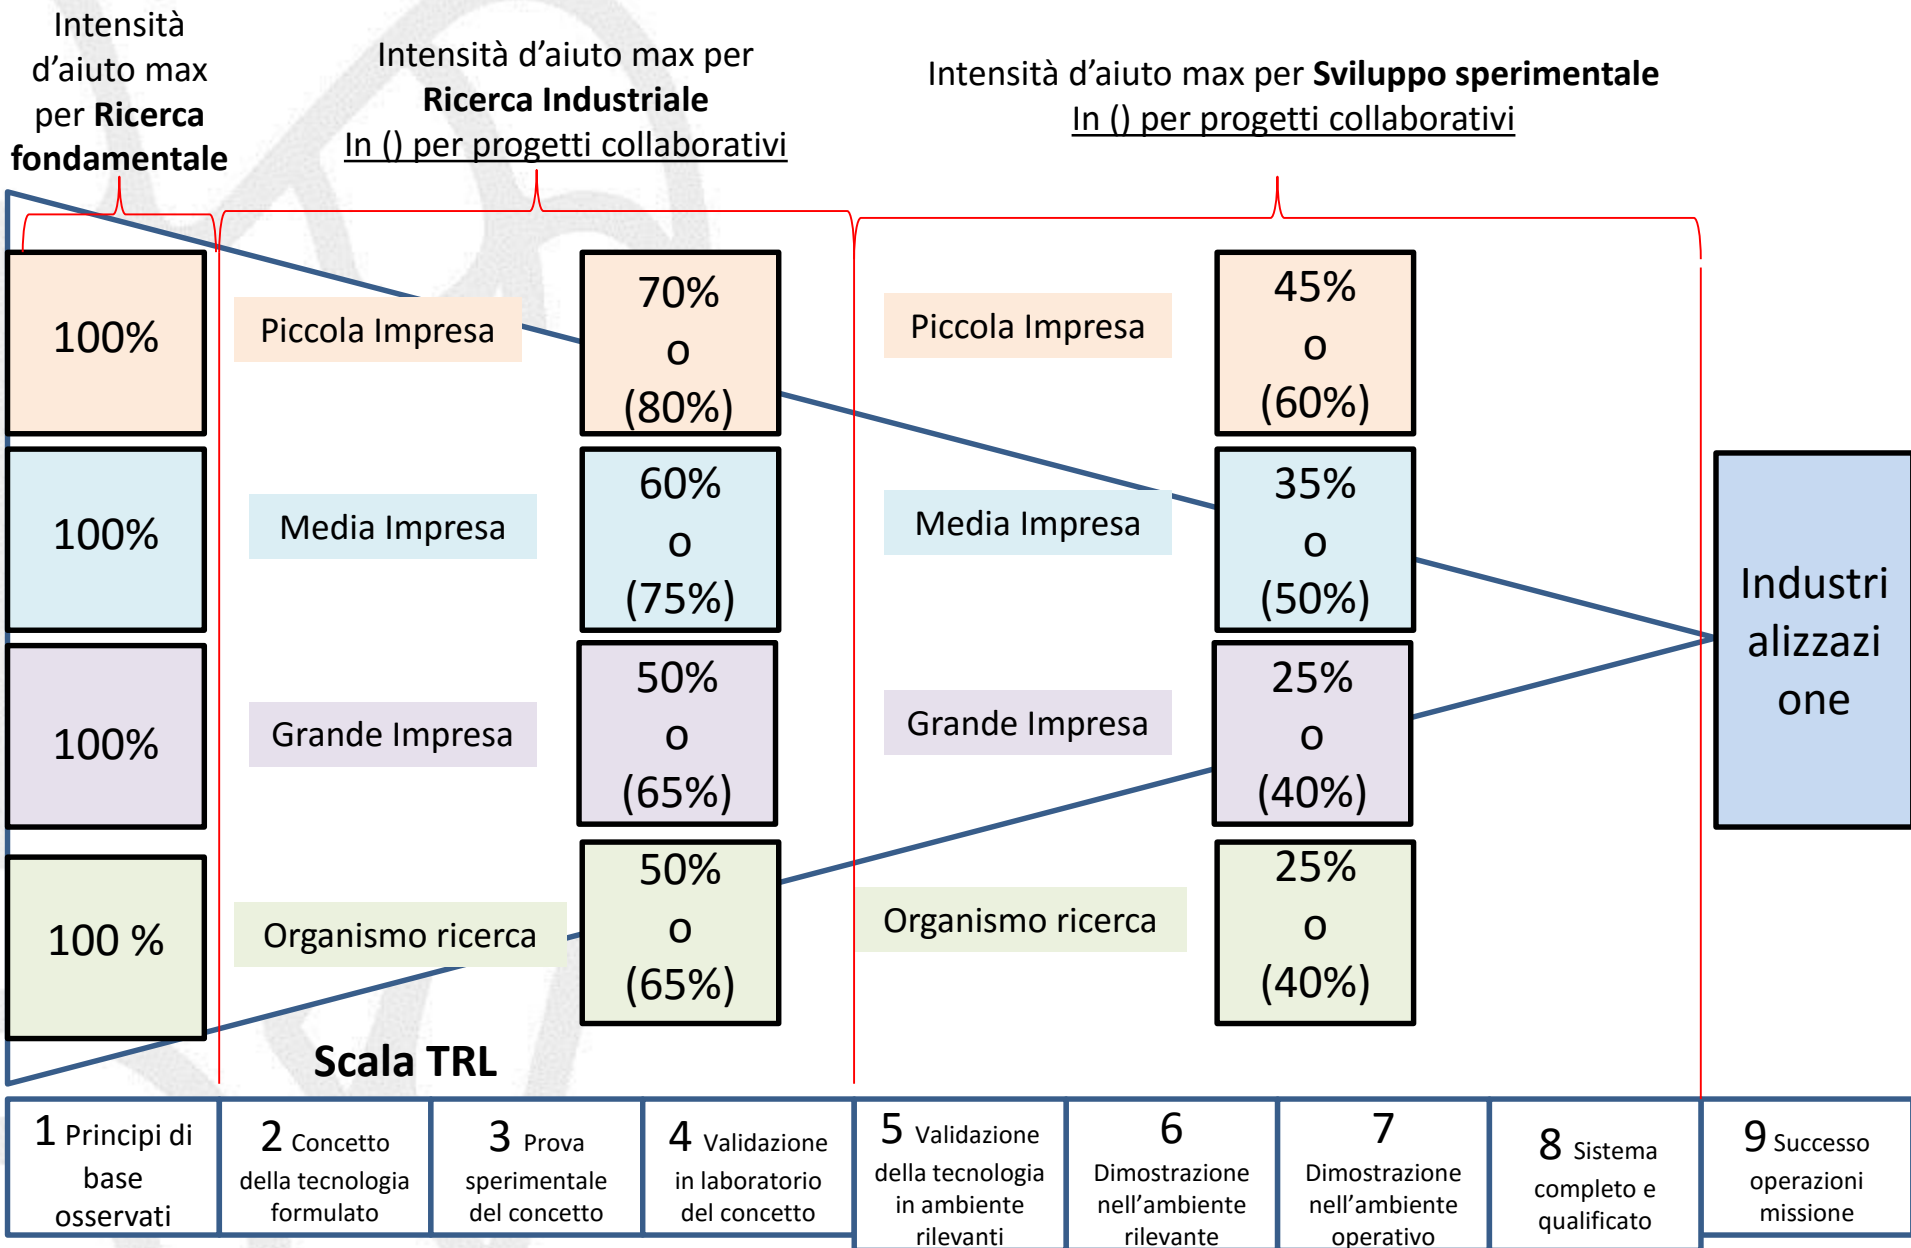 Intensità
d'aiuto max
per Ricerca
fondamentale
Intensità d'aiuto max per
Ricerca Industriale
In () per progetti collaborativi
Intensità d'aiuto max per Sviluppo sperimentale
In () per progetti collaborativi
100%
Piccola Impresa
70%
o
(80%)
Piccola Impresa
45%
o
(60%)
100%
Media Impresa
60%
o
(75%)
Media Impresa
35%
o
(50%)
100%
Grande Impresa
50%
o
(65%)
Grande Impresa
25%
o
(40%)
100 %
Organismo ricerca
50%
o
(65%)
Organismo ricerca
25%
o
(40%)
Industri
alizzazi
one
Scala TRL
1 Principi di
base
osservati
2 Concetto
della tecnologia
formulato
3 Prova
sperimentale
del concetto
4 Validazione
in laboratorio
del concetto
5 Validazione
della tecnologia
in ambiente
rilevanti
6
Dimostrazione
nell'ambiente
rilevante
7
Dimostrazione
nell'ambiente
operativo
8 Sistema
completo e
qualificato
9 Successo
operazioni
missione